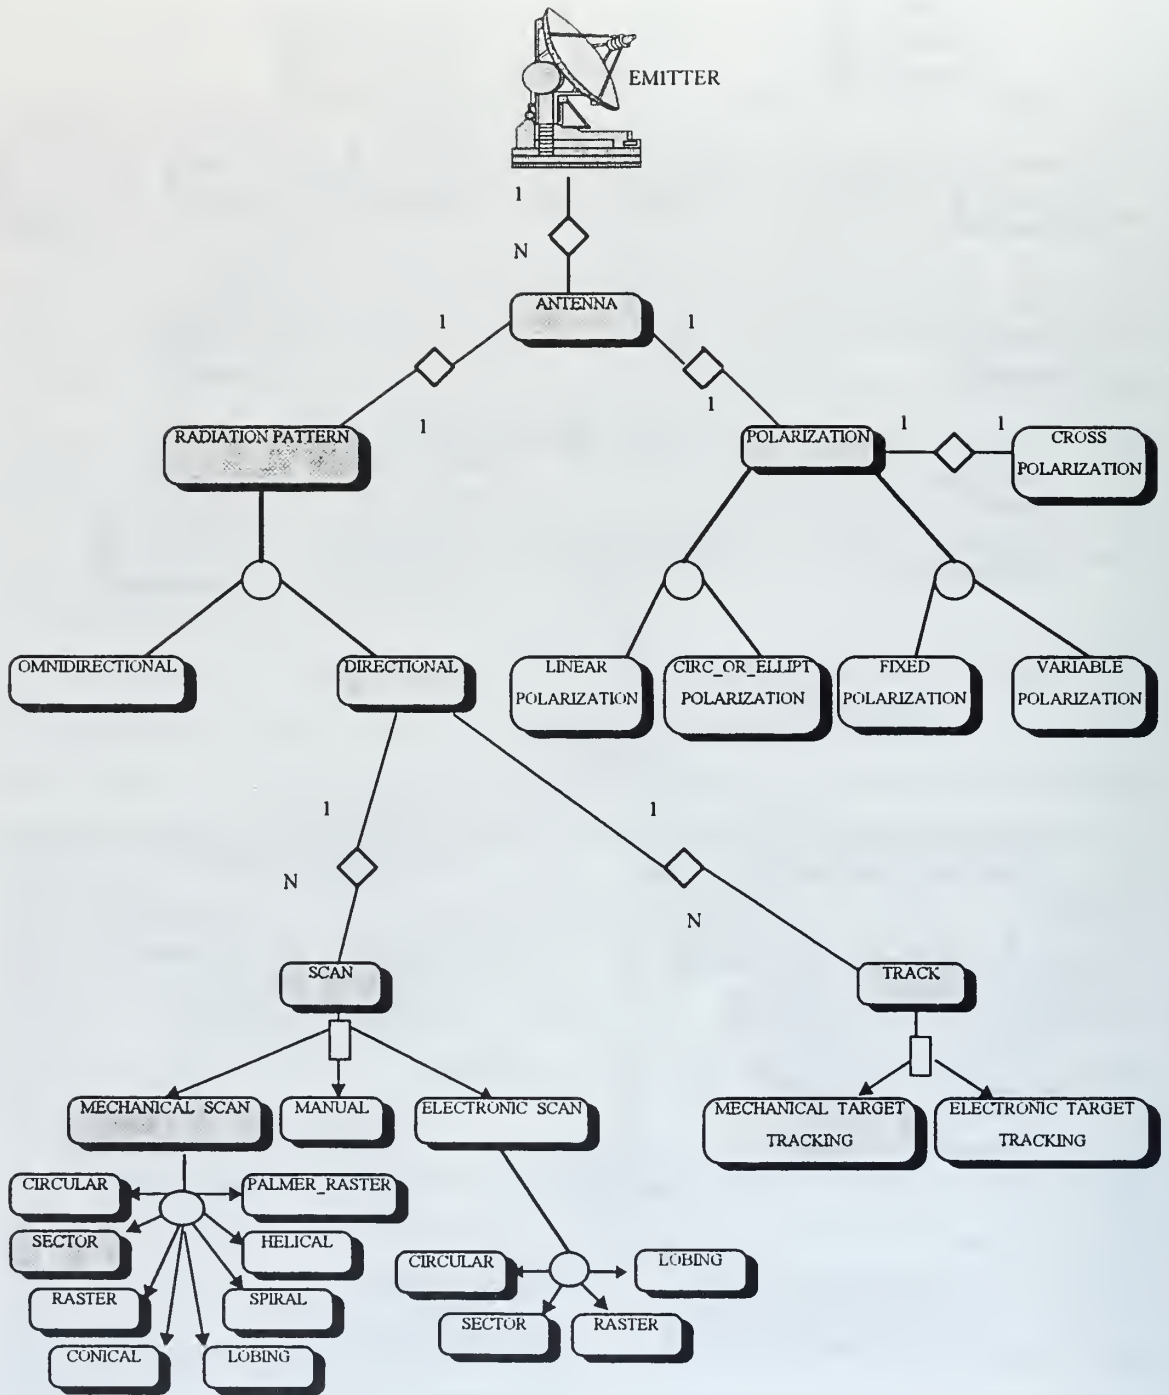 EMITTER
1
N
ANTENNA
1
1
1
1
RADIATION PATTERN
POLARIZATION
1
1
CROSS
POLARIZATION
OMNIDIRECTIONAL
DIRECTIONAL
LINEAR
POLARIZATION
CIRC_OR_ELLIPT
POLARIZATION
FIXED
POLARIZATION
VARIABLE
POLARIZATION
1
N
1
N
SCAN
TRACK
MECHANICAL SCAN
MANUAL
ELECTRONIC SCAN
MECHANICAL TARGET
TRACKING
ELECTRONIC TARGET
TRACKING
CIRCULAR
PALMER_RASTER
SECTOR
HELICAL
RASTER
SPIRAL
CONICAL
LOBING
CIRCULAR
LOBING
SECTOR
RASTER